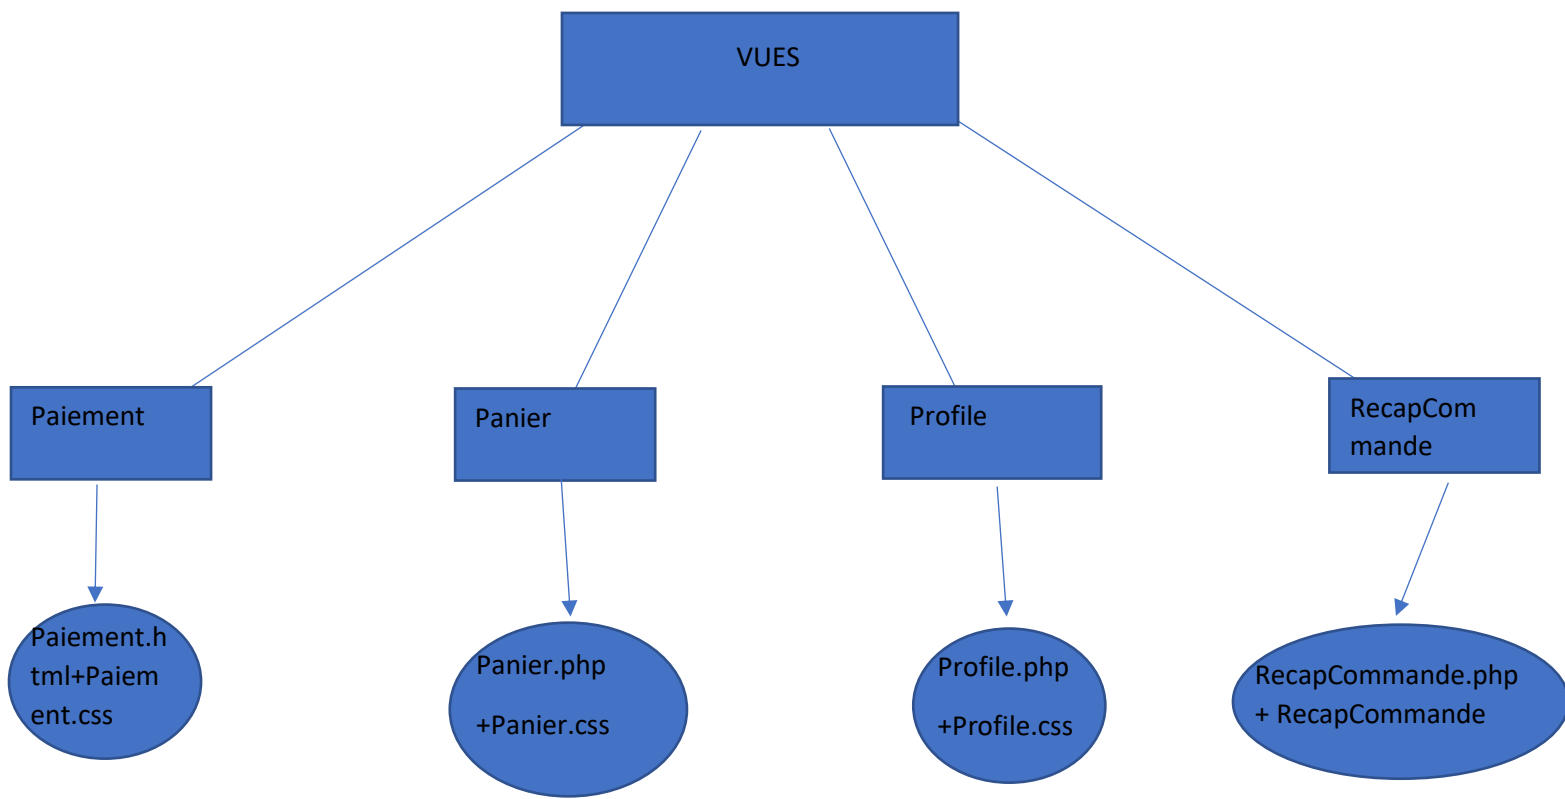 VUES
Paiement
Panier
Profile
RecapCom
mande
Paiement.h
tml+Paiem
ent.css
Panier.php
+Panier.css
Profile.php
+Profile.css
RecapCommande.php
+ RecapCommande